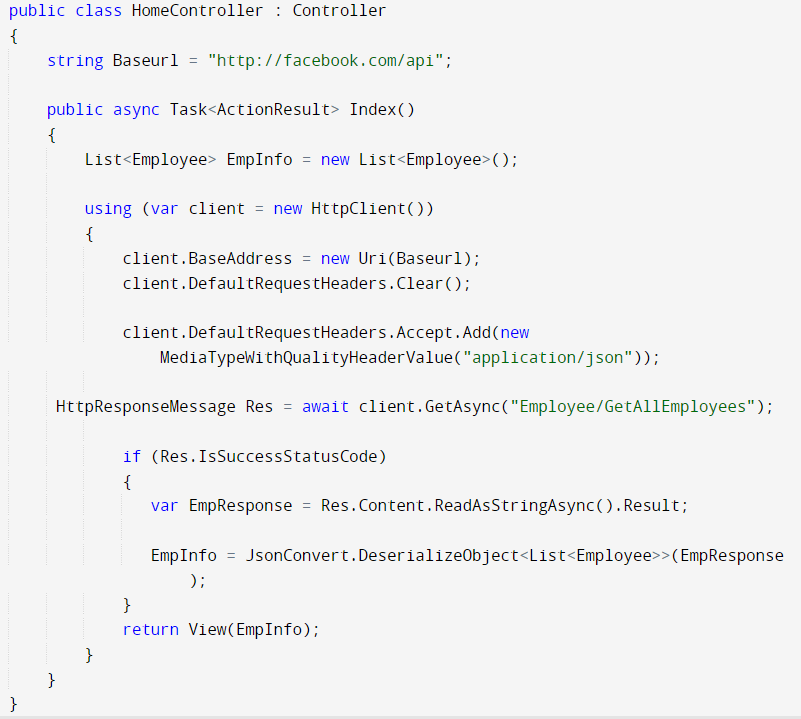 public class HomeController : Controller
{
string Baseurl = "http://facebook.com/api";
public async Task<ActionResult> Index()
{
List<Employee> EmpInfo = new List<Employee>();
using (var client = new HttpClient())
{
client.BaseAddress = new Uri(Baseurl);
client.DefaultRequestHeaders.Clear();
client.DefaultRequestHeaders.Accept.Add(new
MediaTypeWithQualityHeaderValue("application/json"));
HttpResponseMessage Res = await client.GetAsync("Employee/GetAllEmployees");
if (Res.IsSuccessStatusCode)
{
var EmpResponse = Res.Content.ReadAsStringAsync().Result;
EmpInfo = JsonConvert.DeserializeObject<List<Employee>>(EmpResponse
);
}
return View(EmpInfo);
}
}
}